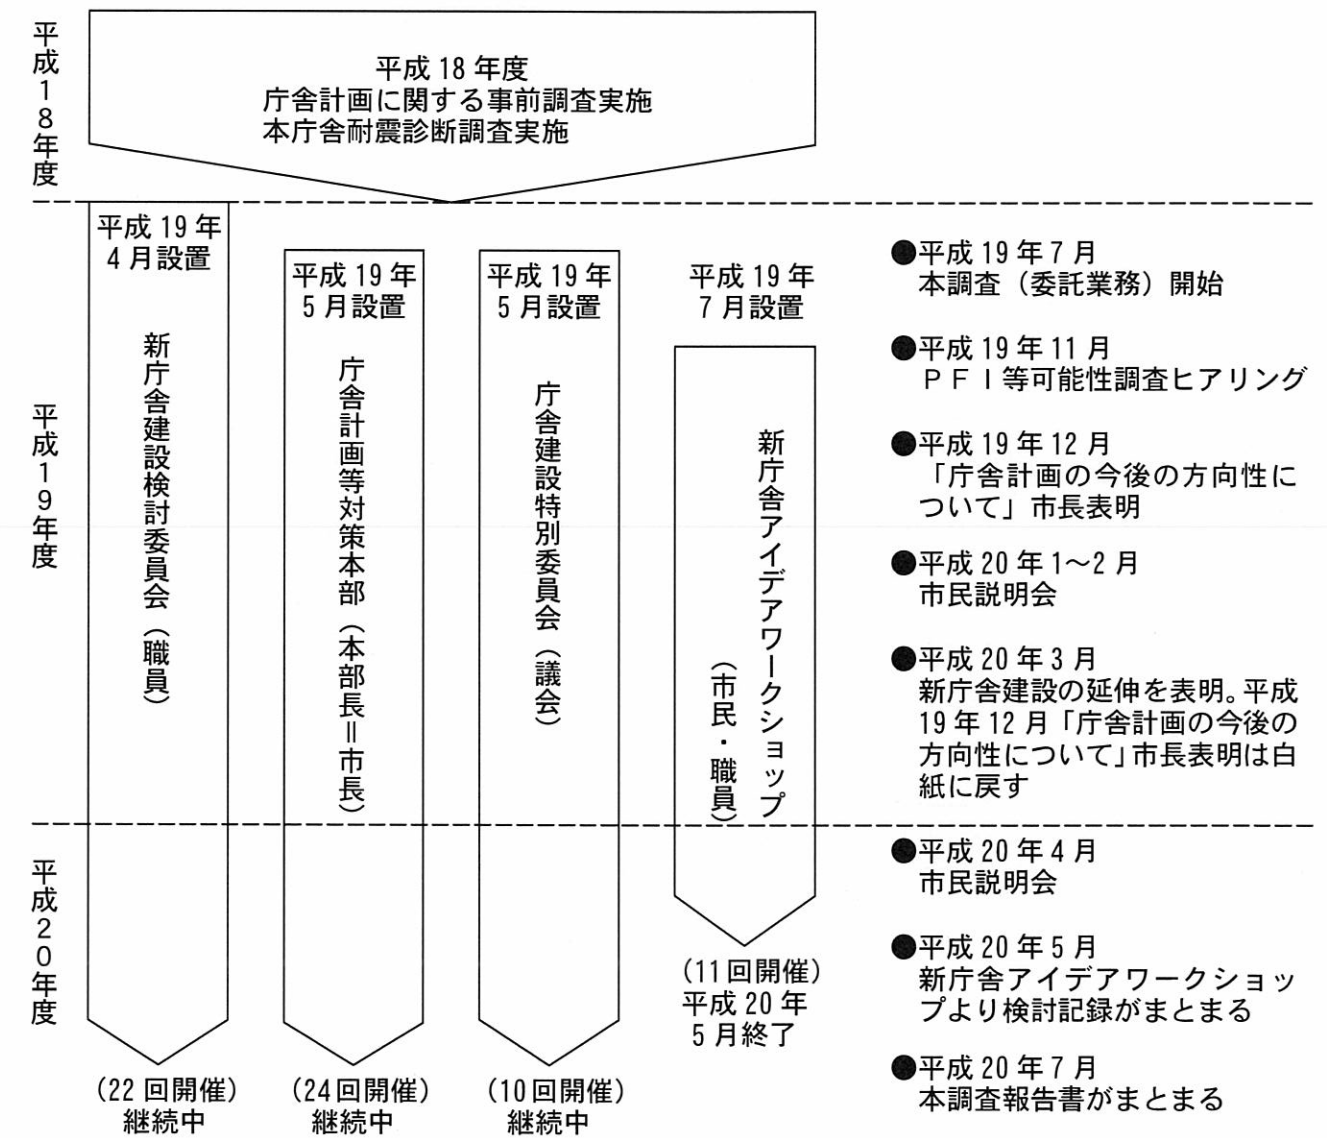 平成18年度
平成18年度
庁舎計画に関する事前調査実施
本庁舎耐震診断調査実施
平成19年度
平成19年
4月設置
新庁舎建設検討委員会（職員）
(22回開催)
継続中
平成19年
5月設置
庁舎計画等対策本部（本部長＝市長）
(24回開催)
継続中
平成19年
5月設置
庁舎建設特別委員会（議会）
(10回開催)
継続中
平成19年
7月設置
新庁舎アイデアワークショップ
（市民・職員）
(11回開催)
平成20年
5月終了
●平成19年7月
本調査（委託業務）開始
●平成19年11月
ＰＦＩ等可能性調査ヒアリング
●平成19年12月
「庁舎計画の今後の方向性に
ついて」市長表明
●平成20年1～2月
市民説明会
●平成20年3月
新庁舎建設の延伸を表明。平成
19年12月「庁舎計画の今後の
方向性について」市長表明は白
紙に戻す
平成20年度
●平成20年4月
市民説明会
●平成20年5月
新庁舎アイデアワークショッ
プより検討記録がまとまる
●平成20年7月
本調査報告書がまとまる